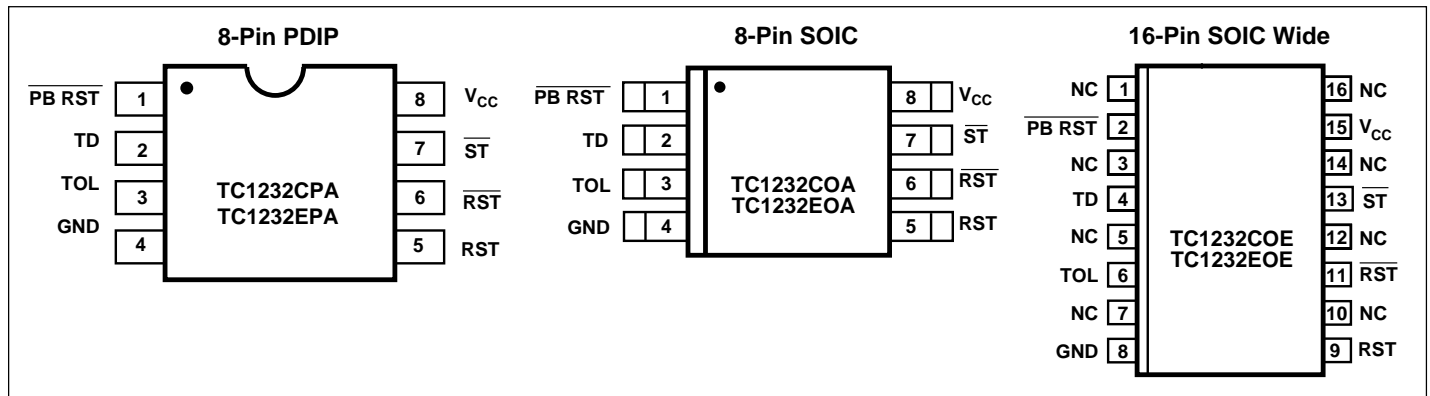 8-Pin PDIP
PB RST 1
TD 2
TOL 3
GND 4
8 VCC
7 ST
6 RST
5 RST
TC1232CPA
TC1232EPA
8-Pin SOIC
PB RST 1
TD 2
TOL 3
GND 4
8 VCC
7 ST
6 RST
5 RST
TC1232COA
TC1232EOA
16-Pin SOIC Wide
NC 1
PB RST 2
NC 3
TD 4
NC 5
TOL 6
NC 7
GND 8
16 NC
15 VCC
14 NC
13 ST
12 NC
11 RST
10 NC
9 RST
TC1232COE
TC1232EOE